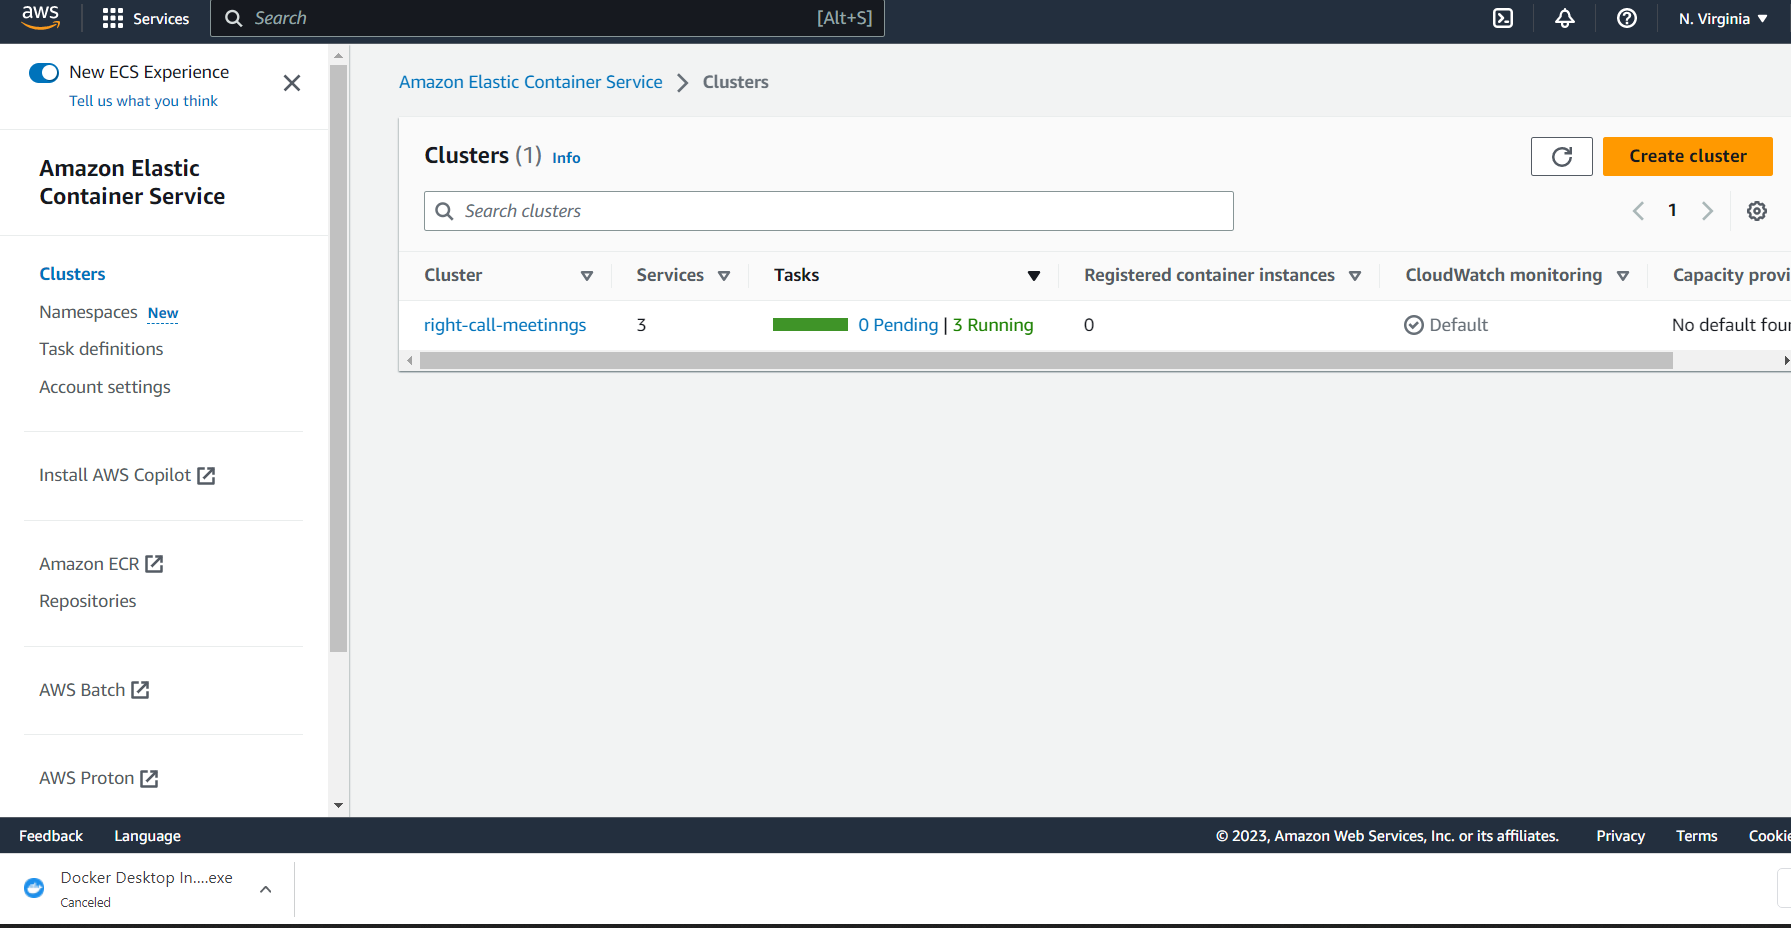 aws
Services
Search
[Alt+S]
N. Virginia
New ECS Experience
Tell us what you think
Amazon Elastic
Container Service
Clusters
Namespaces New
Task definitions
Account settings
Install AWS Copilot
Amazon ECR
Repositories
AWS Batch
AWS Proton
Amazon Elastic Container Service > Clusters
Clusters (1) Info
Create cluster
Search clusters
1
Cluster Services Tasks Registered container instances CloudWatch monitoring Capacity provi
right-call-meetinngs 3 0 Pending | 3 Running 0 Default No default four
Feedback Language © 2023, Amazon Web Services, Inc. or its affiliates. Privacy Terms Cookie
Docker Desktop In....exe
Canceled